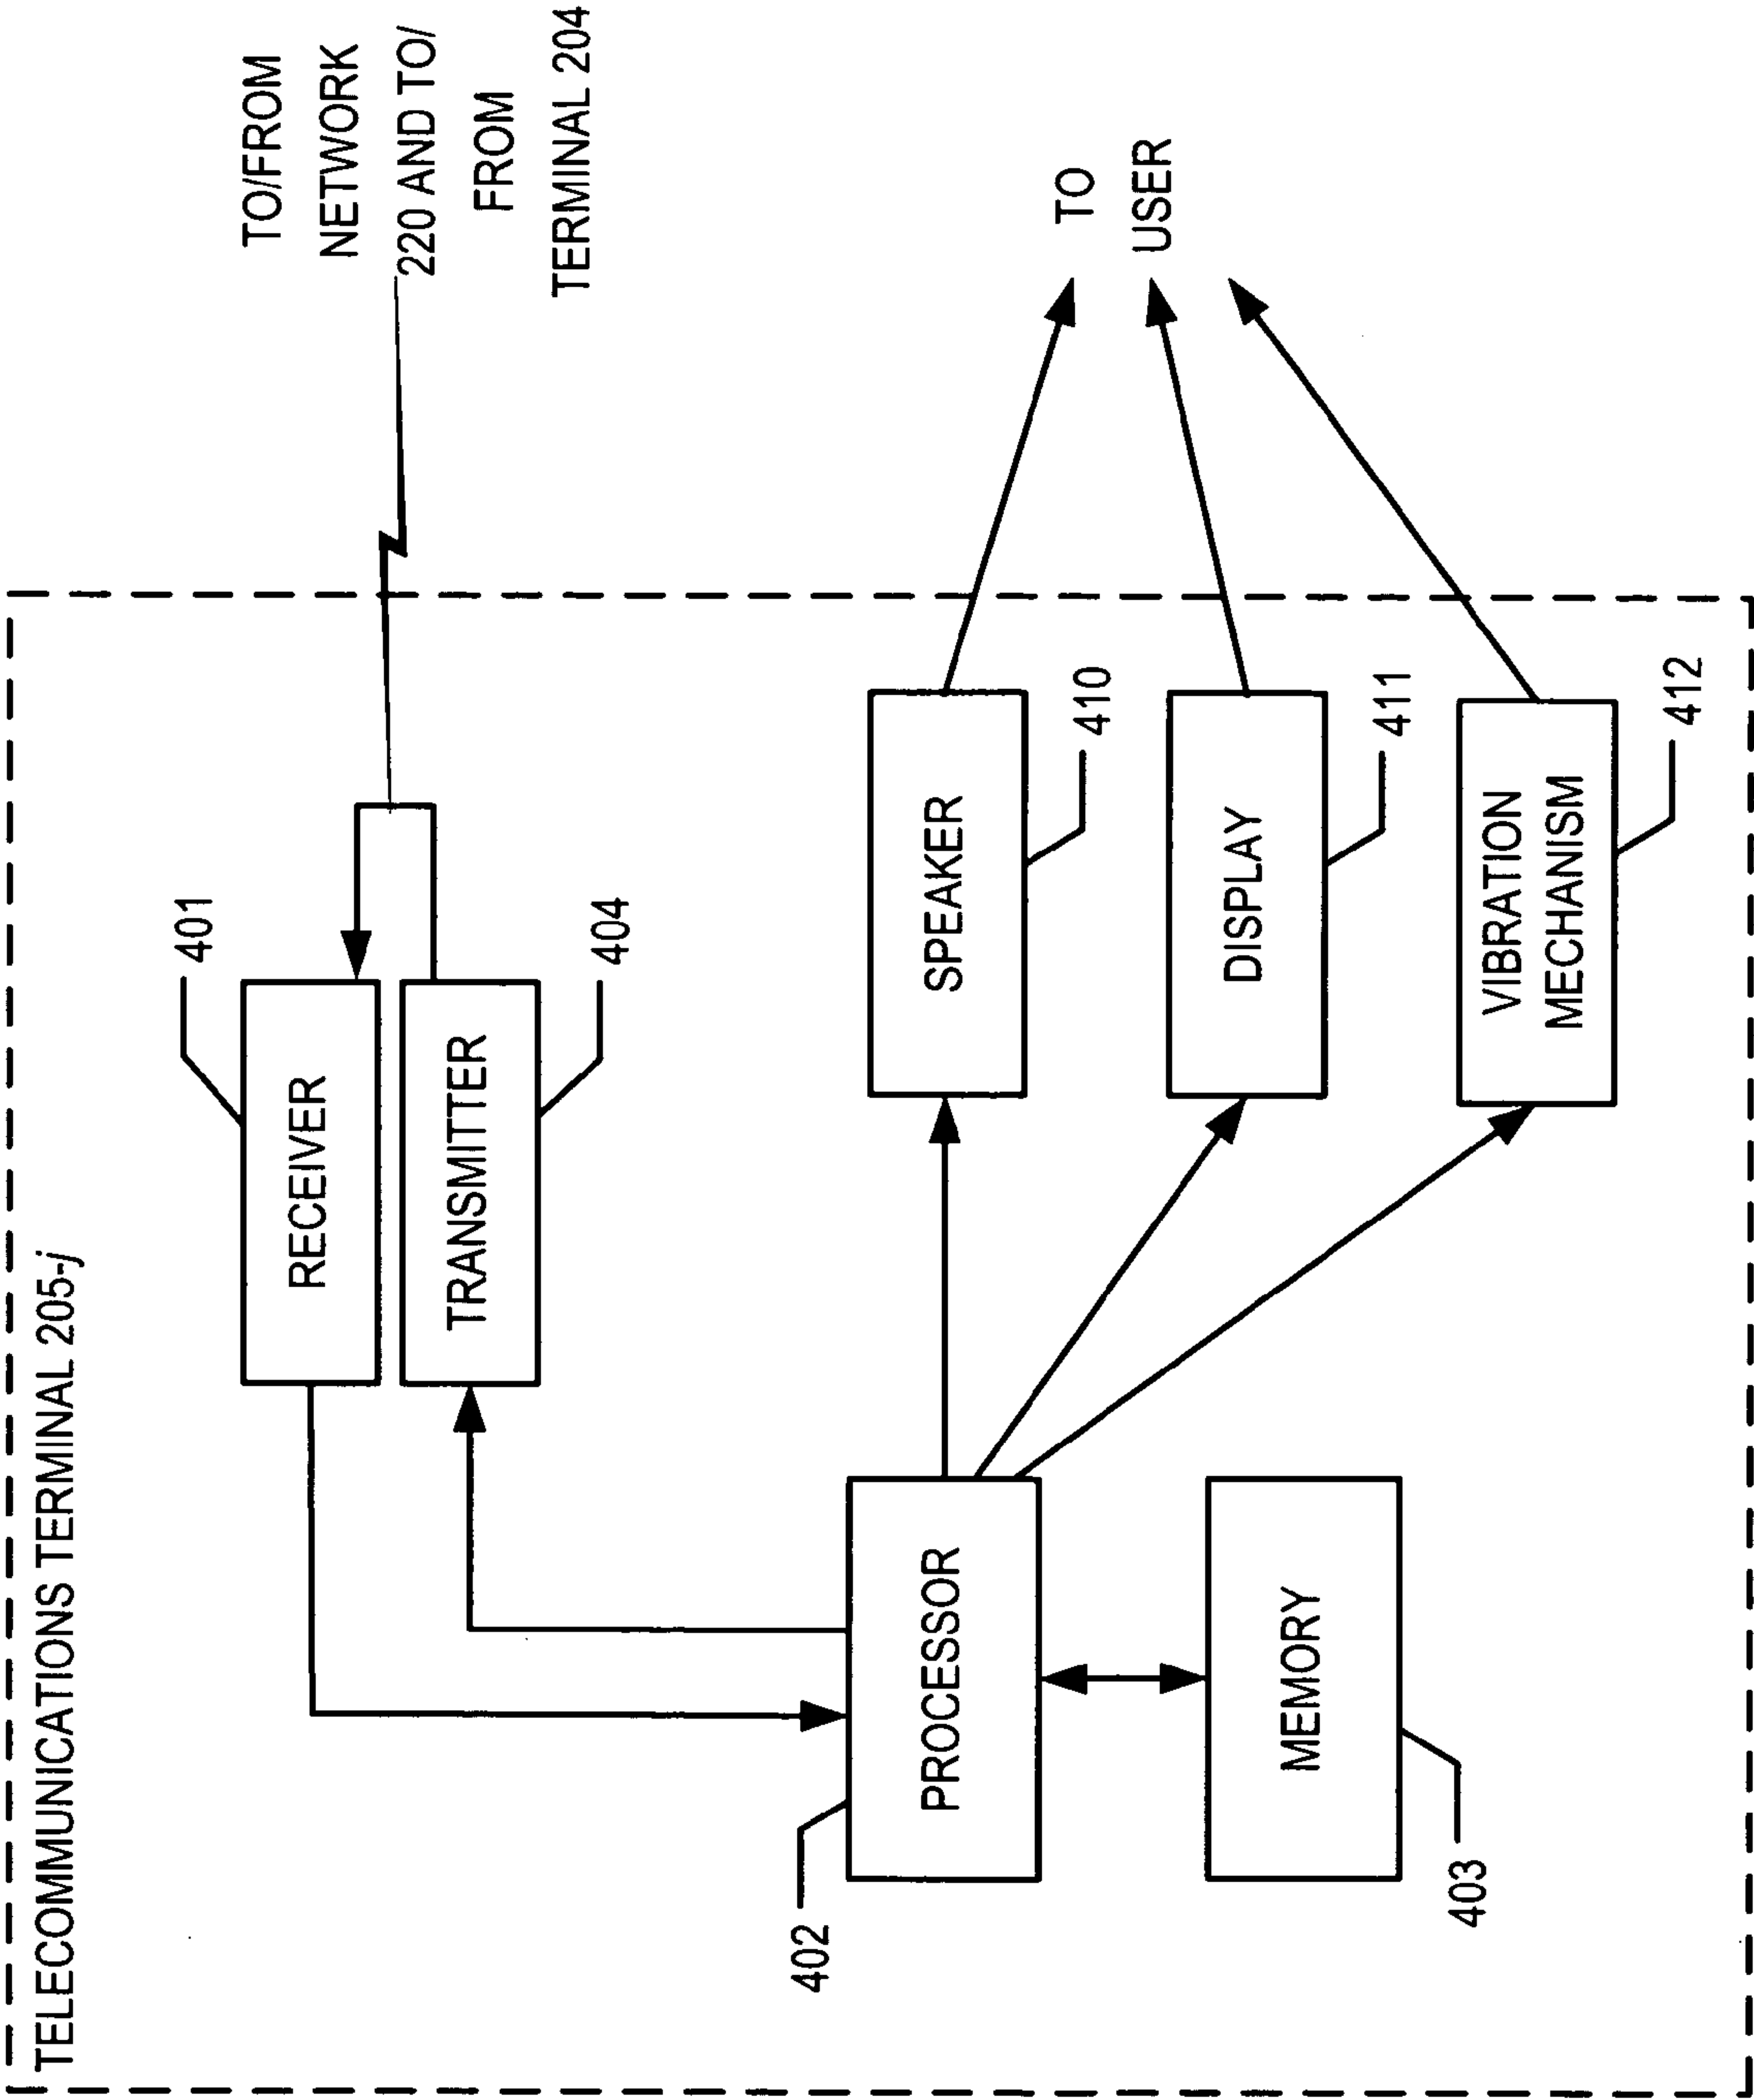 TELECOMMUNICATIONS TERMINAL 205-j
401
RECEIVER
TRANSMITTER
404
TO/FROM
NETWORK
220 AND TO/
FROM
TERMINAL 204
402
PROCESSOR
SPEAKER
410
TO
USER
MEMORY
403
DISPLAY
411
VIBRATION
MECHANISM
412